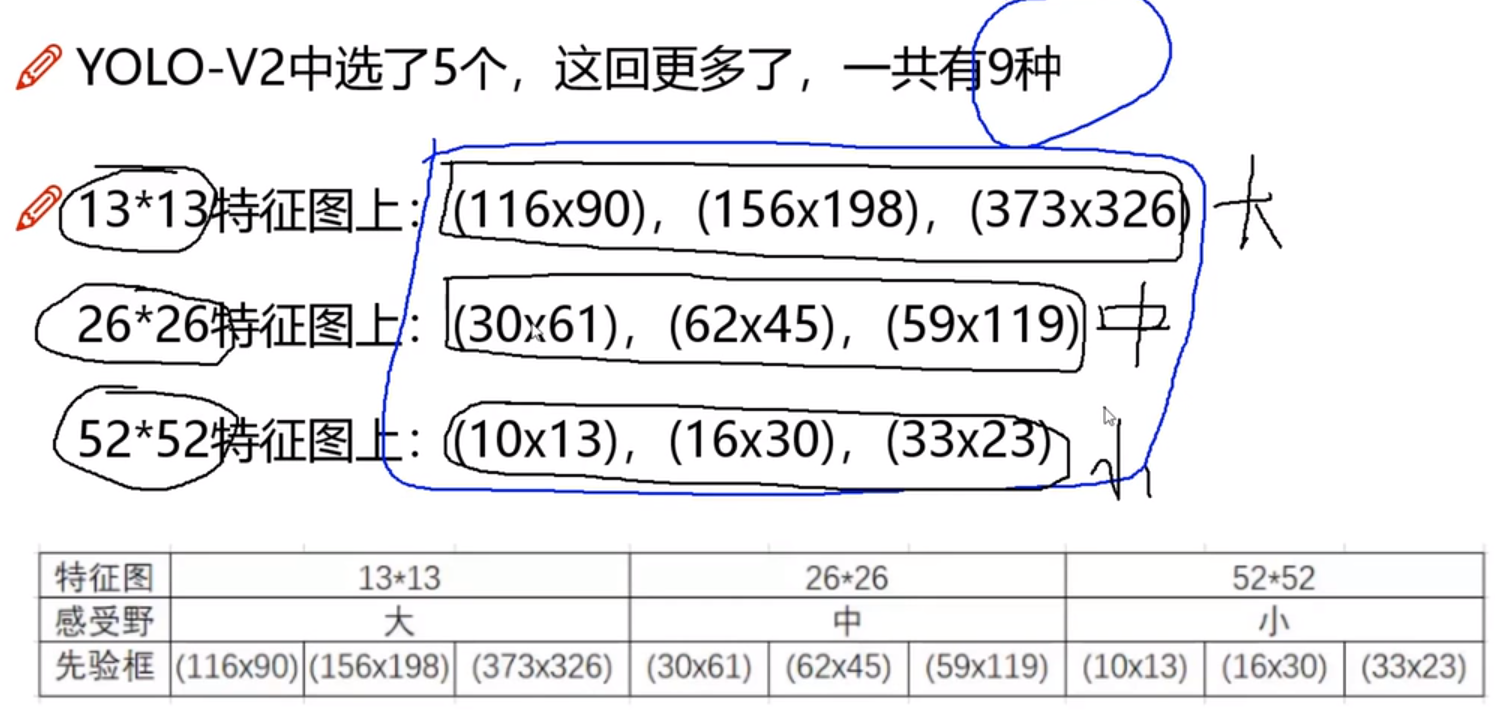 YOLO-V2中选了5个，这回更多了，一共有9种
13*13特征图上：(116x90)，(156x198)，(373x326) 大
26*26特征图上：(30x61)，(62x45)，(59x119) 中
52*52特征图上：(10x13)，(16x30)，(33x23) 小
特征图 13*13 26*26 52*52
感受野 大 中 小
先验框 (116x90) (156x198) (373x326) (30x61) (62x45) (59x119) (10x13) (16x30) (33x23)